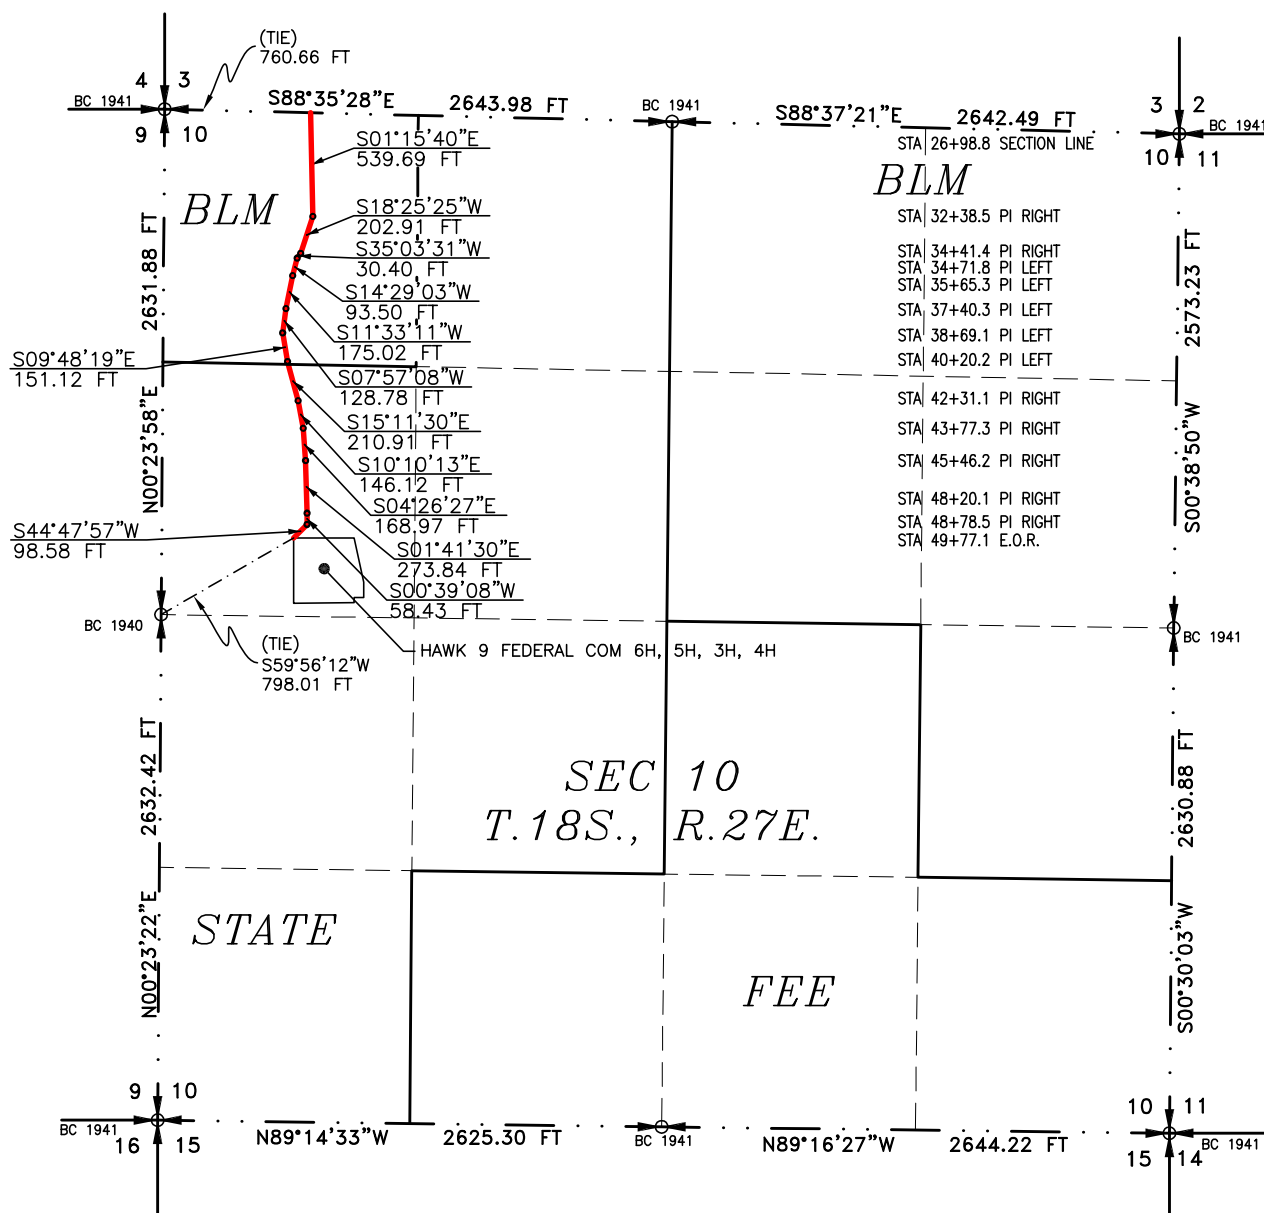 (TIE)
760.66 FT
4 3
BC 1941
9 10
S88°35'28"E 2643.98 FT
BC 1941
S88°37'21"E 2642.49 FT
3 2
BC 1941
10 11
STA 26+98.8 SECTION LINE
BLM
BLM
S01°15'40"E
539.69 FT
S18°25'25"W
202.91 FT
S35°03'31"W
30.40 FT
S14°29'03"W
93.50 FT
S11°33'11"W
175.02 FT
S07°57'08"W
128.78 FT
S15°11'30"E
210.91 FT
S10°10'13"E
146.12 FT
S04°26'27"E
168.97 FT
S01°41'30"E
273.84 FT
S00°39'08"W
58.43 FT
S09°48'19"E
151.12 FT
S44°47'57"W
98.58 FT
STA 32+38.5 PI RIGHT
STA 34+41.4 PI RIGHT
STA 34+71.8 PI LEFT
STA 35+65.3 PI LEFT
STA 37+40.3 PI LEFT
STA 38+69.1 PI LEFT
STA 40+20.2 PI LEFT
STA 42+31.1 PI RIGHT
STA 43+77.3 PI RIGHT
STA 45+46.2 PI RIGHT
STA 48+20.1 PI RIGHT
STA 48+78.5 PI RIGHT
STA 49+77.1 E.O.R.
N00°23'58"E 2631.88 FT
2573.23 FT
S00°38'50"W
BC 1940
BC 1941
(TIE)
S59°56'12"W
798.01 FT
HAWK 9 FEDERAL COM 6H, 5H, 3H, 4H
SEC 10
T.18S., R.27E.
N00°23'22"E 2632.42 FT
2630.88 FT
S00°30'03"W
STATE
FEE
9 10
BC 1941
16 15
N89°14'33"W 2625.30 FT
BC 1941
N89°16'27"W 2644.22 FT
10 11
BC 1941
15 14